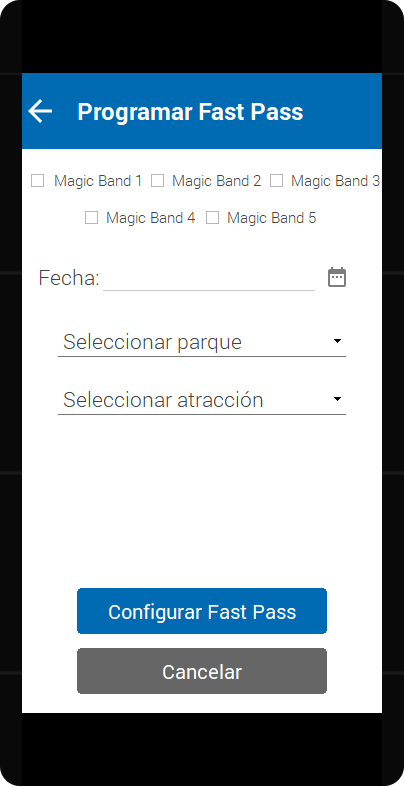 Programar Fast Pass
Magic Band 1 Magic Band 2 Magic Band 3
Magic Band 4 Magic Band 5
Fecha:
Seleccionar parque
Seleccionar atracción
Configurar Fast Pass
Cancelar